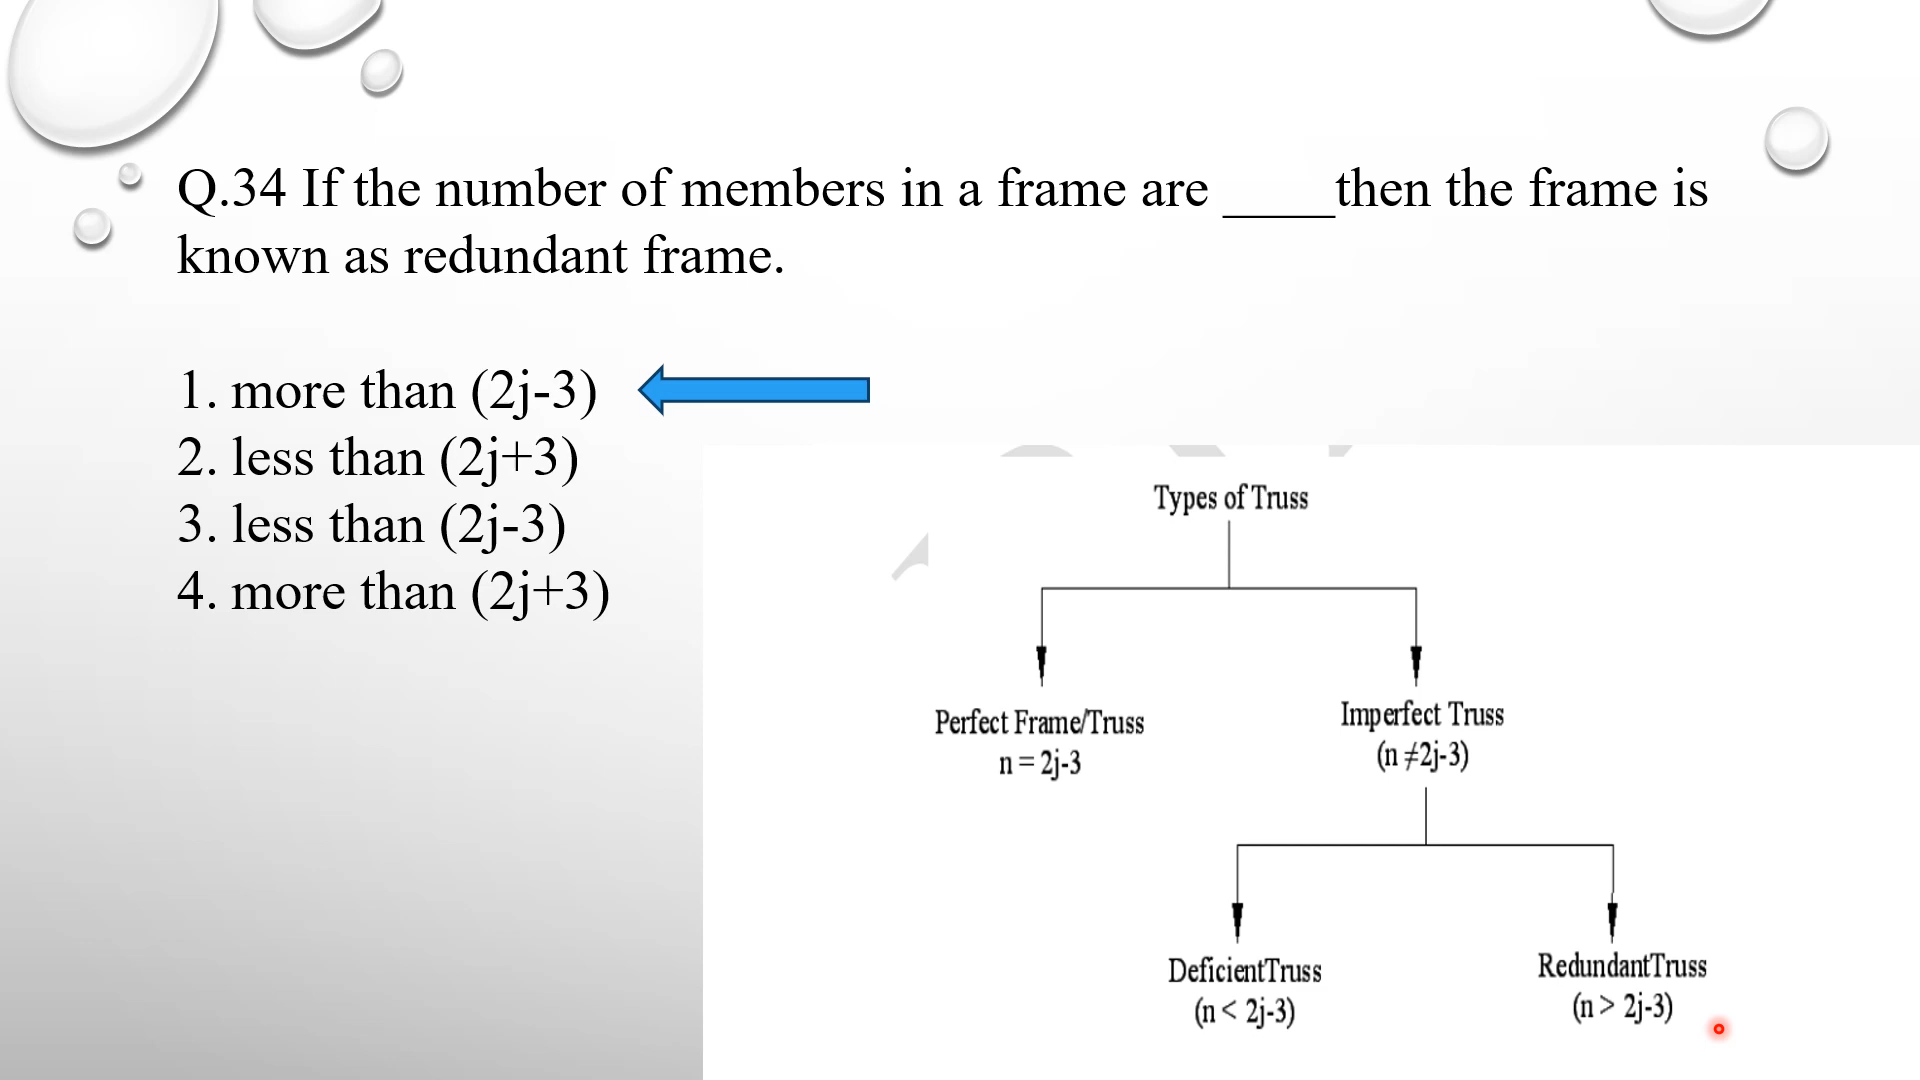 Q.34 If the number of members in a frame are ____then the frame is
known as redundant frame.
1. more than (2j-3)
2. less than (2j+3)
3. less than (2j-3)
4. more than (2j+3)
Types of Truss
Perfect Frame/Truss
n = 2j-3
Imperfect Truss
(n ≠2j-3)
DeficientTruss
(n < 2j-3)
RedundantTruss
(n > 2j-3)